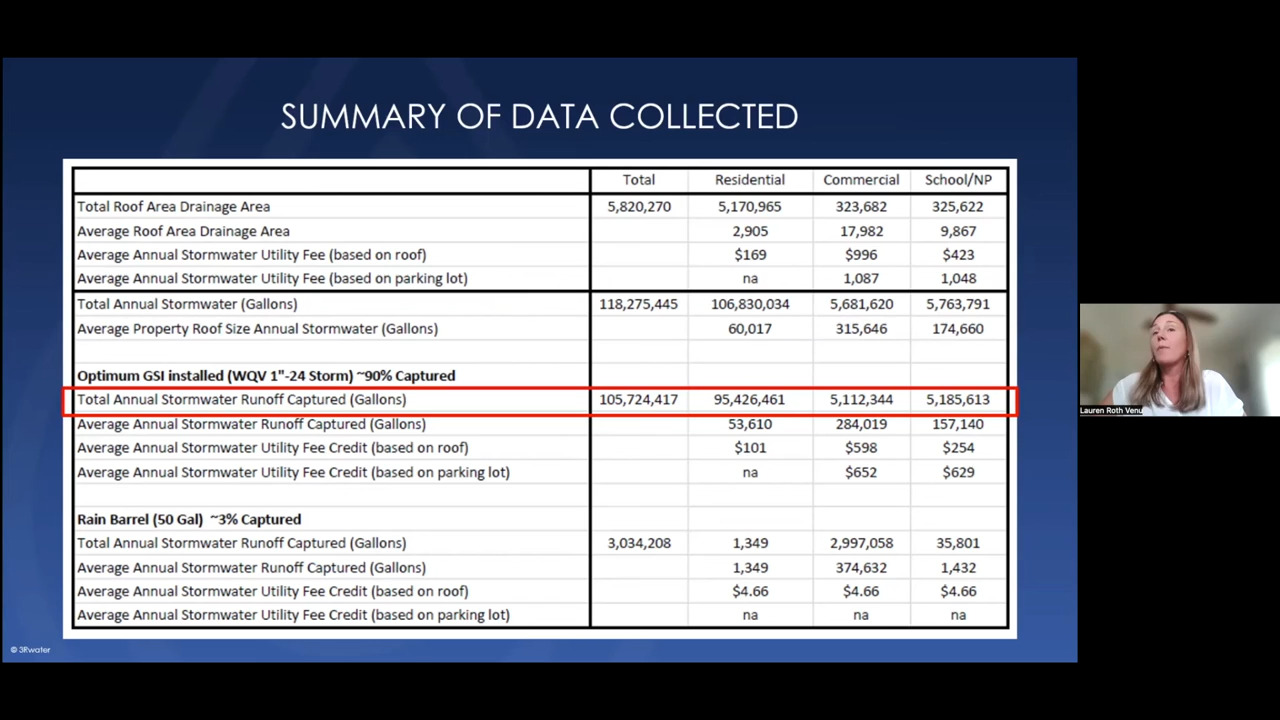 SUMMARY OF DATA COLLECTED
Total Residential Commercial School/NP
Total Roof Area Drainage Area 5,820,270 5,170,965 323,682 325,622
Average Roof Area Drainage Area 2,905 17,982 9,867
Average Annual Stormwater Utility Fee (based on roof) $169 $996 $423
Average Annual Stormwater Utility Fee (based on parking lot) na 1,087 1,048
Total Annual Stormwater (Gallons) 118,275,445 106,830,034 5,681,620 5,763,791
Average Property Roof Size Annual Stormwater (Gallons) 60,017 315,646 174,660
Optimum GSI installed (WQV 1"-24 Storm) ~90% Captured
Total Annual Stormwater Runoff Captured (Gallons) 105,724,417 95,426,461 5,112,344 5,185,613
Average Annual Stormwater Runoff Captured (Gallons) 53,610 284,019 157,140
Average Annual Stormwater Utility Fee Credit (based on roof) $101 $598 $254
Average Annual Stormwater Utility Fee Credit (based on parking lot) na $652 $629
Rain Barrel (50 Gal) ~3% Captured
Total Annual Stormwater Runoff Captured (Gallons) 3,034,208 1,349 2,997,058 35,801
Average Annual Stormwater Runoff Captured (Gallons) 1,349 374,632 1,432
Average Annual Stormwater Utility Fee Credit (based on roof) $4.66 $4.66 $4.66
Average Annual Stormwater Utility Fee Credit (based on parking lot) na na na
© 3Rwater
Lauren Roth Venu